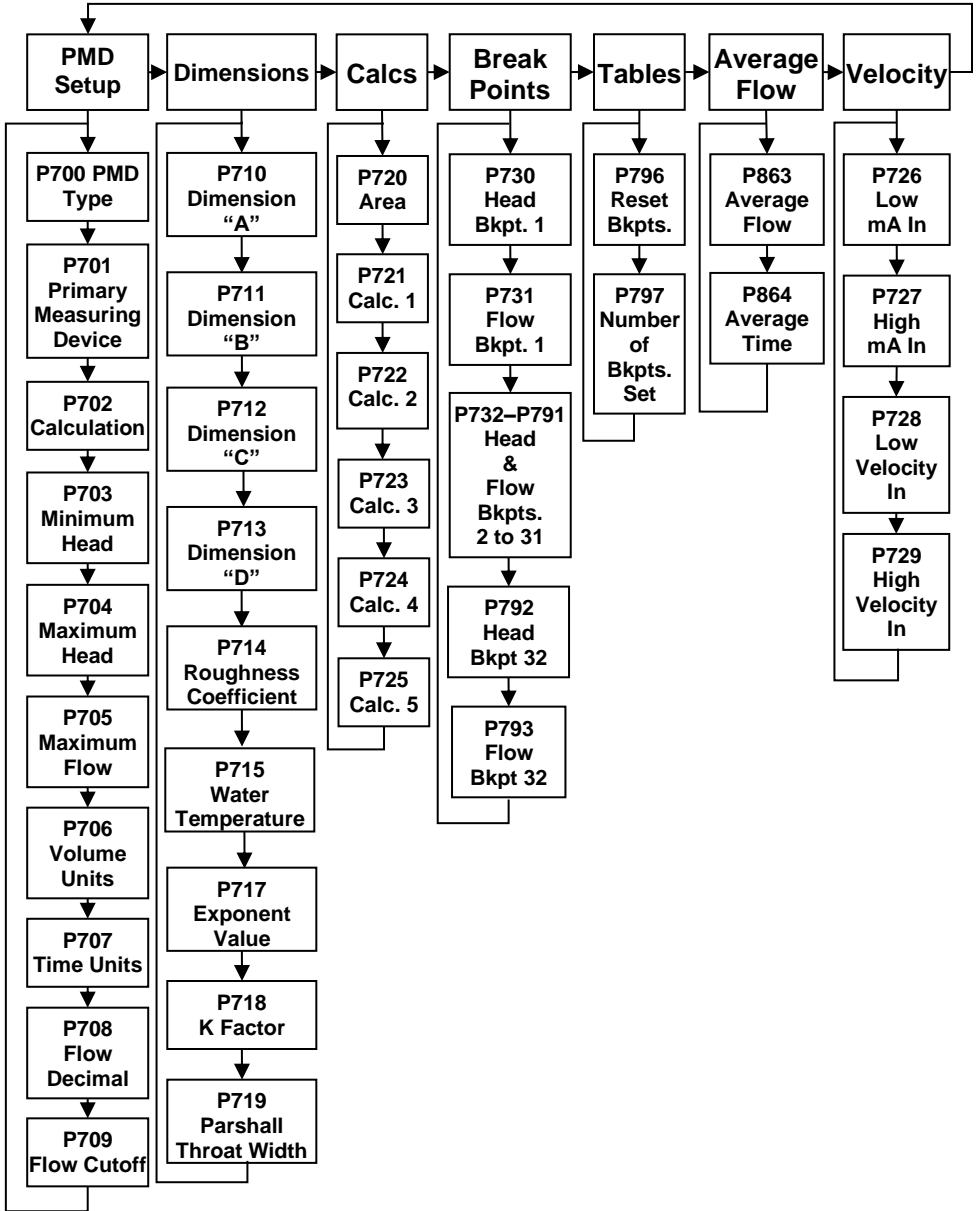 PMD
Setup
Dimensions
Calcs
Break
Points
Tables
Average
Flow
Velocity
P700 PMD
Type
P701
Primary
Measuring
Device
P702
Calculation
P703
Minimum
Head
P704
Maximum
Head
P705
Maximum
Flow
P706
Volume
Units
P707
Time Units
P708
Flow
Decimal
P709
Flow Cutoff
P710
Dimension
“A”
P711
Dimension
“B”
P712
Dimension
“C”
P713
Dimension
“D”
P714
Roughness
Coefficient
P715
Water
Temperature
P717
Exponent
Value
P718
K Factor
P719
Parshall
Throat Width
P720
Area
P721
Calc. 1
P722
Calc. 2
P723
Calc. 3
P724
Calc. 4
P725
Calc. 5
P730
Head
Bkpt. 1
P731
Flow
Bkpt. 1
P732–P791
Head
&
Flow
Bkpts.
2 to 31
P792
Head
Bkpt 32
P793
Flow
Bkpt 32
P796
Reset
Bkpts.
P797
Number
of
Bkpts.
Set
P863
Average
Flow
P864
Average
Time
P726
Low
mA In
P727
High
mA In
P728
Low
Velocity
In
P729
High
Velocity
In